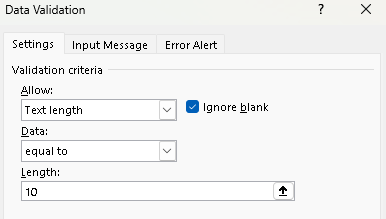 Data Validation ? ×
Settings Input Message Error Alert
Validation criteria
Allow:
Text length Ignore blank
Data:
equal to
Length:
10